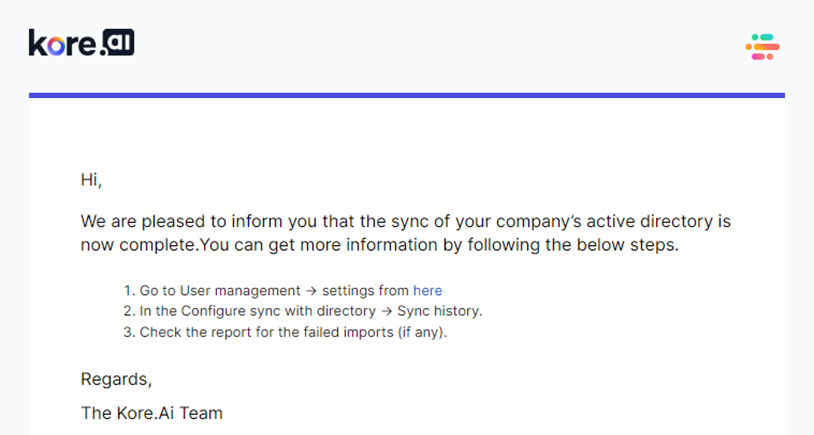 kore.ai
Hi,
We are pleased to inform you that the sync of your company’s active directory is
now complete.You can get more information by following the below steps.
1. Go to User management → settings from here
2. In the Configure sync with directory → Sync history.
3. Check the report for the failed imports (if any).
Regards,
The Kore.Ai Team